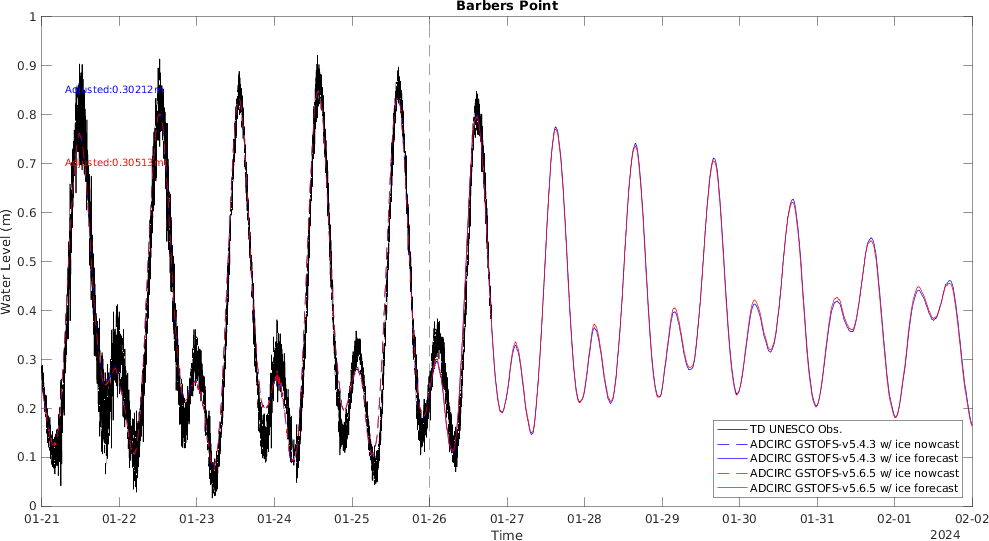 Barbers Point
1
0.9
0.8
0.7
0.6
0.5
0.4
0.3
0.2
0.1
0
Water Level (m)
Adjusted:0.30212m
Adjusted:0.30513m
TD UNESCO Obs.
ADCIRC GSTOFS-v5.4.3 w/ ice nowcast
ADCIRC GSTOFS-v5.4.3 w/ ice forecast
ADCIRC GSTOFS-v5.6.5 w/ ice nowcast
ADCIRC GSTOFS-v5.6.5 w/ ice forecast
01-21 01-22 01-23 01-24 01-25 01-26 01-27 01-28 01-29 01-30 01-31 02-01 02-02
Time
2024